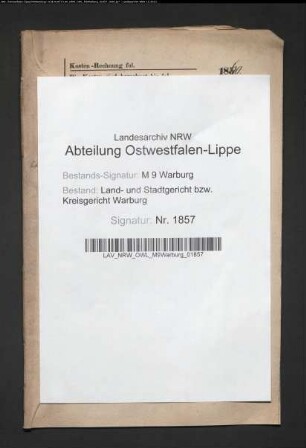 Kosten-Rechnung fol.
Landesarchiv NRW
Abteilung Ostwestfalen-Lippe
Bestands-Signatur: M 9 Warburg
Bestand: Land- und Stadtgericht bzw.
Kreisgericht Warburg
Signatur: Nr. 1857
LAV_NRW_OWL_M9Warburg_01857